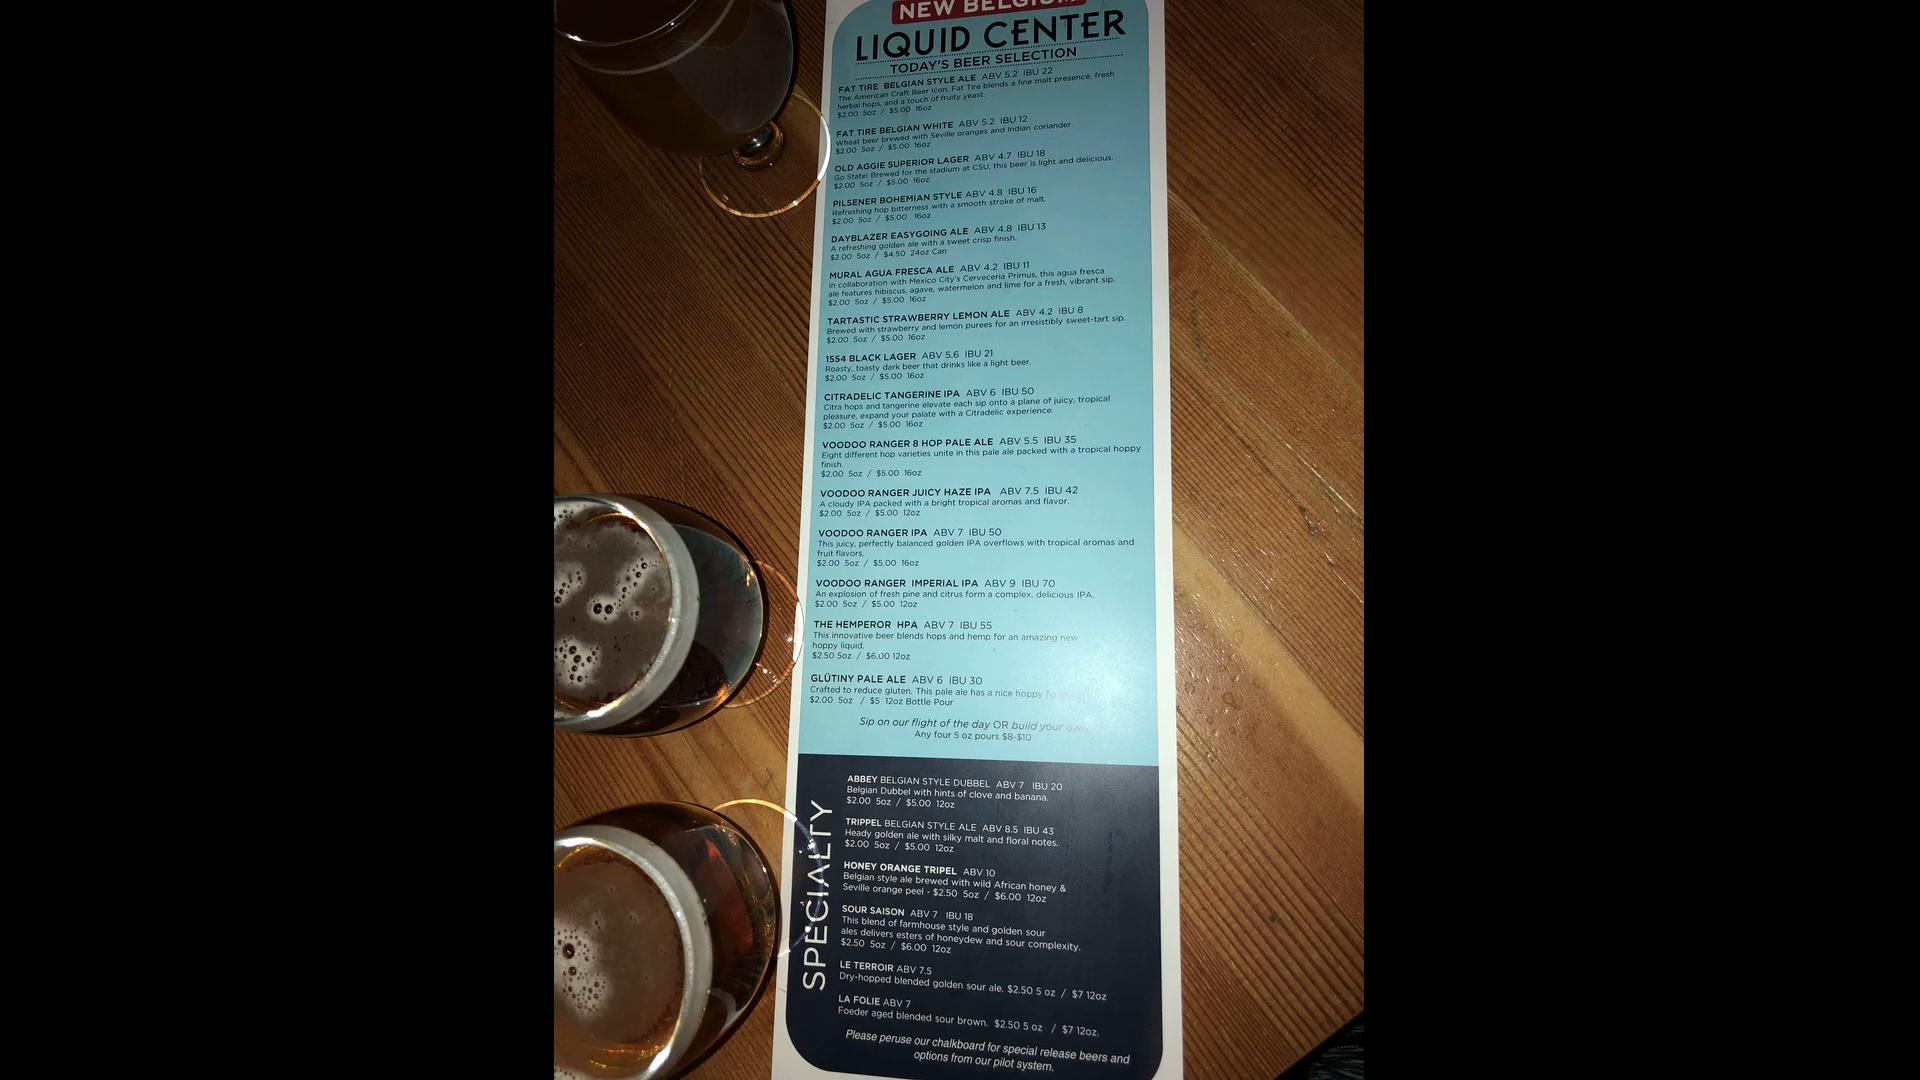 NEW BELGIUM
LIQUID CENTER
TODAY'S BEER SELECTION
FAT TIRE BELGIAN STYLE ALE ABV 5.2 IBU 22
The American Craft Beer Icon. Fat Tire blends a fine malt presence, fresh
herbal hops, and a touch of fruity yeast.
$2.00 5oz / $5.00 16oz
FAT TIRE BELGIAN WHITE ABV 5.2 IBU 12
Wheat beer brewed with Seville oranges and Indian coriander.
$2.00 5oz / $5.00 16oz
OLD AGGIE SUPERIOR LAGER ABV 4.7 IBU 18
Go State! Brewed for the stadium at CSU, this beer is light and delicious.
$2.00 5oz / $5.00 16oz
PILSENER BOHEMIAN STYLE ABV 4.8 IBU 16
Refreshing hop bitterness with a smooth stroke of malt.
$2.00 5oz / $5.00 16oz
DAYBLAZER EASYGOING ALE ABV 4.8 IBU 13
A refreshing golden ale with a sweet crisp finish.
$2.00 5oz / $4.50 24oz Can
MURAL AGUA FRESCA ALE ABV 4.2 IBU 11
In collaboration with Mexico City's Cerveceria Primus, this agua fresca
ale features hibiscus, agave, watermelon and lime for a fresh, vibrant sip.
$2.00 5oz / $5.00 16oz
TARTASTIC STRAWBERRY LEMON ALE ABV 4.2 IBU 8
Brewed with strawberry and lemon purees for an irresistibly sweet-tart sip.
$2.00 5oz / $5.00 16oz
1554 BLACK LAGER ABV 5.6 IBU 21
Roasty, toasty dark beer that drinks like a light beer.
$2.00 5oz / $5.00 16oz
CITRADELIC TANGERINE IPA ABV 6 IBU 50
Citra hops and tangerine elevate each sip onto a plane of juicy, tropical
pleasure, expand your palate with a Citradelic experience.
$2.00 5oz / $5.00 16oz
VOODOO RANGER 8 HOP PALE ALE ABV 5.5 IBU 35
Eight different hop varieties unite in this pale ale packed with a tropical hoppy
finish.
$2.00 5oz / $5.00 16oz
VOODOO RANGER JUICY HAZE IPA ABV 7.5 IBU 42
A cloudy IPA packed with a bright tropical aromas and flavor.
$2.00 5oz / $5.00 12oz
VOODOO RANGER IPA ABV 7 IBU 50
This juicy, perfectly balanced golden IPA overflows with tropical aromas and
fruit flavors.
$2.00 5oz / $5.00 16oz
VOODOO RANGER IMPERIAL IPA ABV 9 IBU 70
An explosion of fresh pine and citrus form a complex, delicious IPA.
$2.00 5oz / $5.00 12oz
THE HEMPEROR HPA ABV 7 IBU 55
This innovative beer blends hops and hemp for an amazing new
hoppy liquid.
$2.50 5oz / $6.00 12oz
GLÜTINY PALE ALE ABV 6 IBU 30
Crafted to reduce gluten. This pale ale has a nice hoppy
$2.00 5oz / $5 12oz Bottle Pour
Sip on our flight of the day OR build your own.
Any four 5 oz pours $8-$10
SPECIALTY
ABBEY BELGIAN STYLE DUBBEL ABV 7 IBU 20
Belgian Dubbel with hints of clove and banana.
$2.00 5oz / $5.00 12oz
TRIPPEL BELGIAN STYLE ALE ABV 8.5 IBU 43
Heady golden ale with silky malt and floral notes.
$2.00 5oz / $5.00 12oz
HONEY ORANGE TRIPEL ABV 10
Belgian style ale brewed with wild African honey &
Seville orange peel - $2.50 5oz / $6.00 12oz
SOUR SAISON ABV 7 IBU 18
This blend of farmhouse style and golden sour
ales delivers esters of honeydew and sour complexity.
$2.50 5oz / $6.00 12oz
LE TERROIR ABV 7.5
Dry-hopped blended golden sour ale. $2.50 5 oz / $7 12oz
LA FOLIE ABV 7
Foeder aged blended sour brown. $2.50 5 oz / $7 12oz.
Please peruse our chalkboard for special release beers and
options from our pilot system.